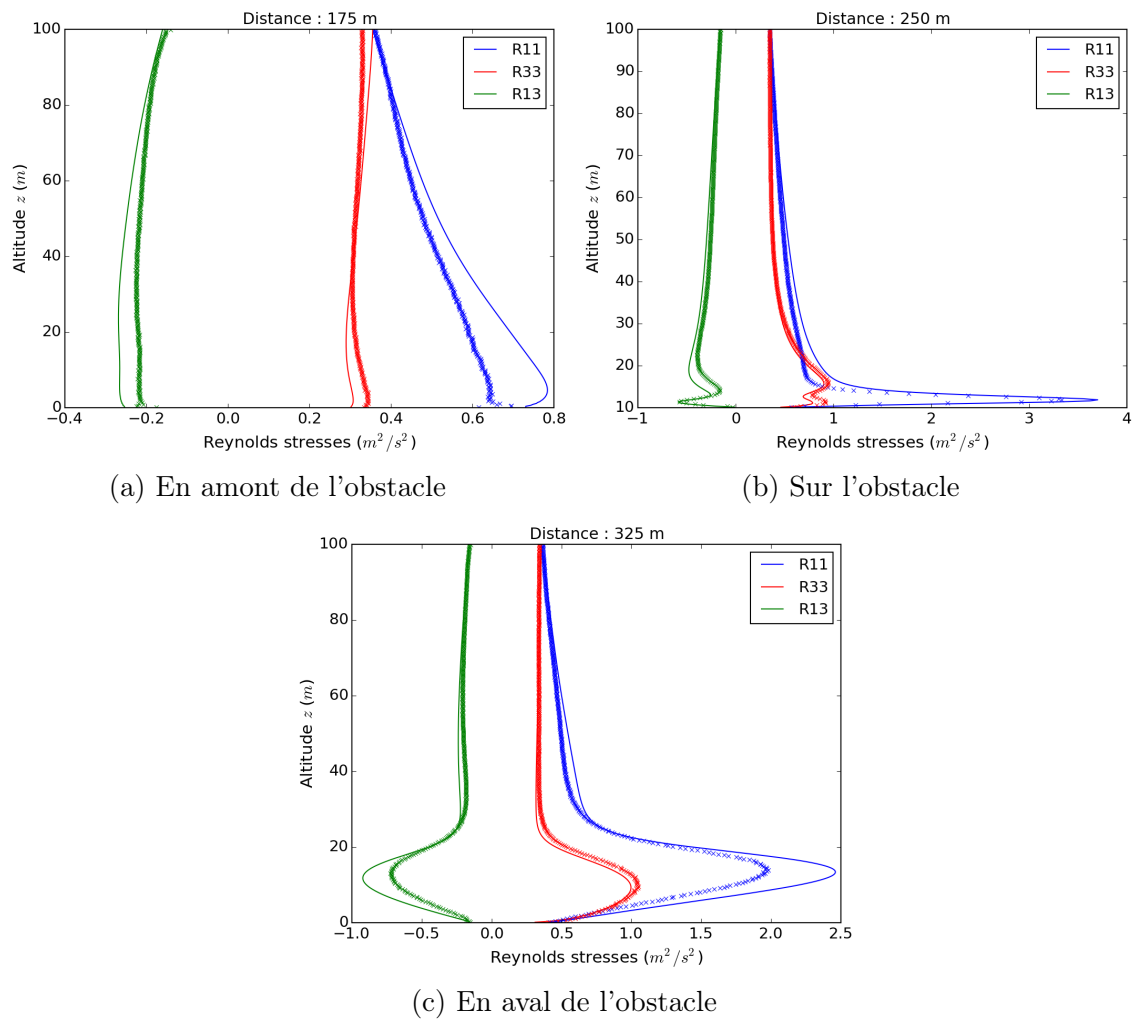 Distance : 175 m
100
80
60
40
20
0
−0.4
−0.2
0.0
0.2
0.4
0.6
0.8
Altitude z (m)
Reynolds stresses (m²/s²)
R11
R33
R13
(a) En amont de l'obstacle
Distance : 250 m
100
90
80
70
60
50
40
30
20
10
−1
0
1
2
3
4
Altitude z (m)
Reynolds stresses (m²/s²)
R11
R33
R13
(b) Sur l'obstacle
Distance : 325 m
100
80
60
40
20
0
−1.0
−0.5
0.0
0.5
1.0
1.5
2.0
2.5
Altitude z (m)
Reynolds stresses (m²/s²)
R11
R33
R13
(c) En aval de l'obstacle